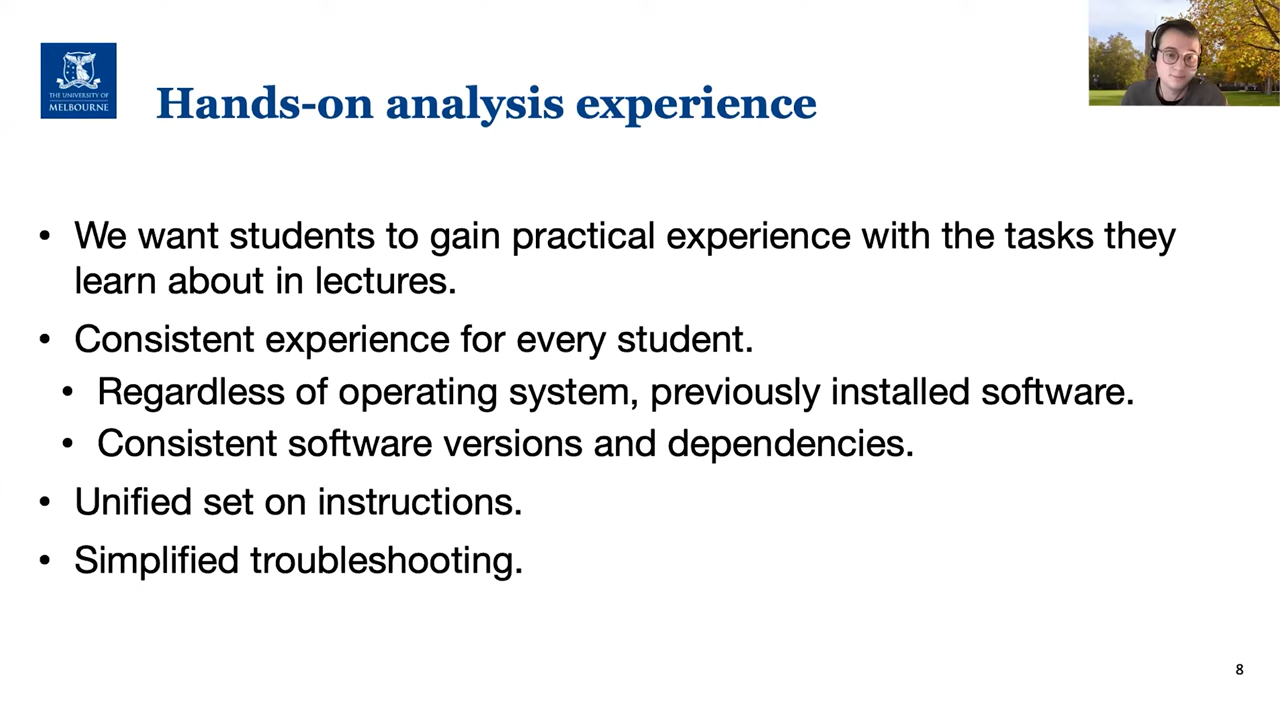 THE UNIVERSITY OF
MELBOURNE
Hands-on analysis experience
• We want students to gain practical experience with the tasks they
learn about in lectures.
• Consistent experience for every student.
• Regardless of operating system, previously installed software.
• Consistent software versions and dependencies.
• Unified set on instructions.
• Simplified troubleshooting.
8